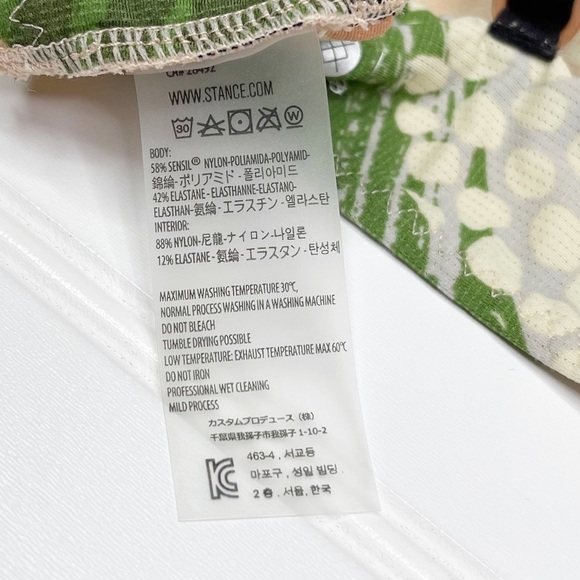 CA# 28492
WWW.STANCE.COM
30 W
BODY:
58% SENSIL® NYLON-POLIAMIDA-POLYAMID-
錦綸-ポリアミド-폴리아미드
42% ELASTANE-ELASTHANNE-ELASTANO-
ELASTHAN-氨綸-エラスチン-엘라스탄
INTERIOR:
88% NYLON-尼龍-ナイロン-나일론
12% ELASTANE-氨綸-エラスタン-탄성체
MAXIMUM WASHING TEMPERATURE 30℃,
NORMAL PROCESS WASHING IN A WASHING MACHINE
DO NOT BLEACH
TUMBLE DRYING POSSIBLE
LOW TEMPERATURE: EXHAUST TEMPERATURE MAX 60℃
DO NOT IRON
PROFESSIONAL WET CLEANING
MILD PROCESS
カスタムプロデュース（株）
千葉県我孫子市我孫子 1-10-2
463-4 , 서교동
마포구 , 성일 빌딩
2 층 . 서울, 한국